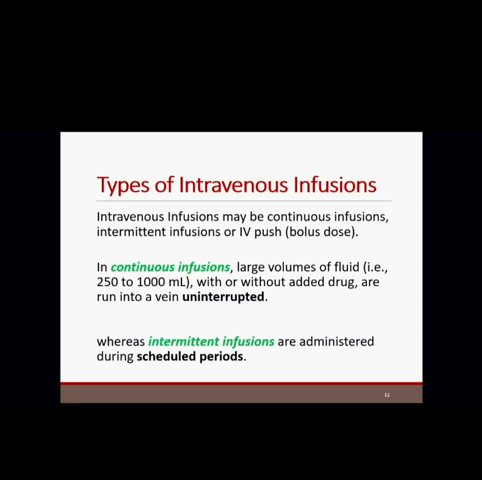 Types of Intravenous Infusions
Intravenous Infusions may be continuous infusions,
intermittent infusions or IV push (bolus dose).
In continuous infusions, large volumes of fluid (i.e.,
250 to 1000 mL), with or without added drug, are
run into a vein uninterrupted.
whereas intermittent infusions are administered
during scheduled periods.